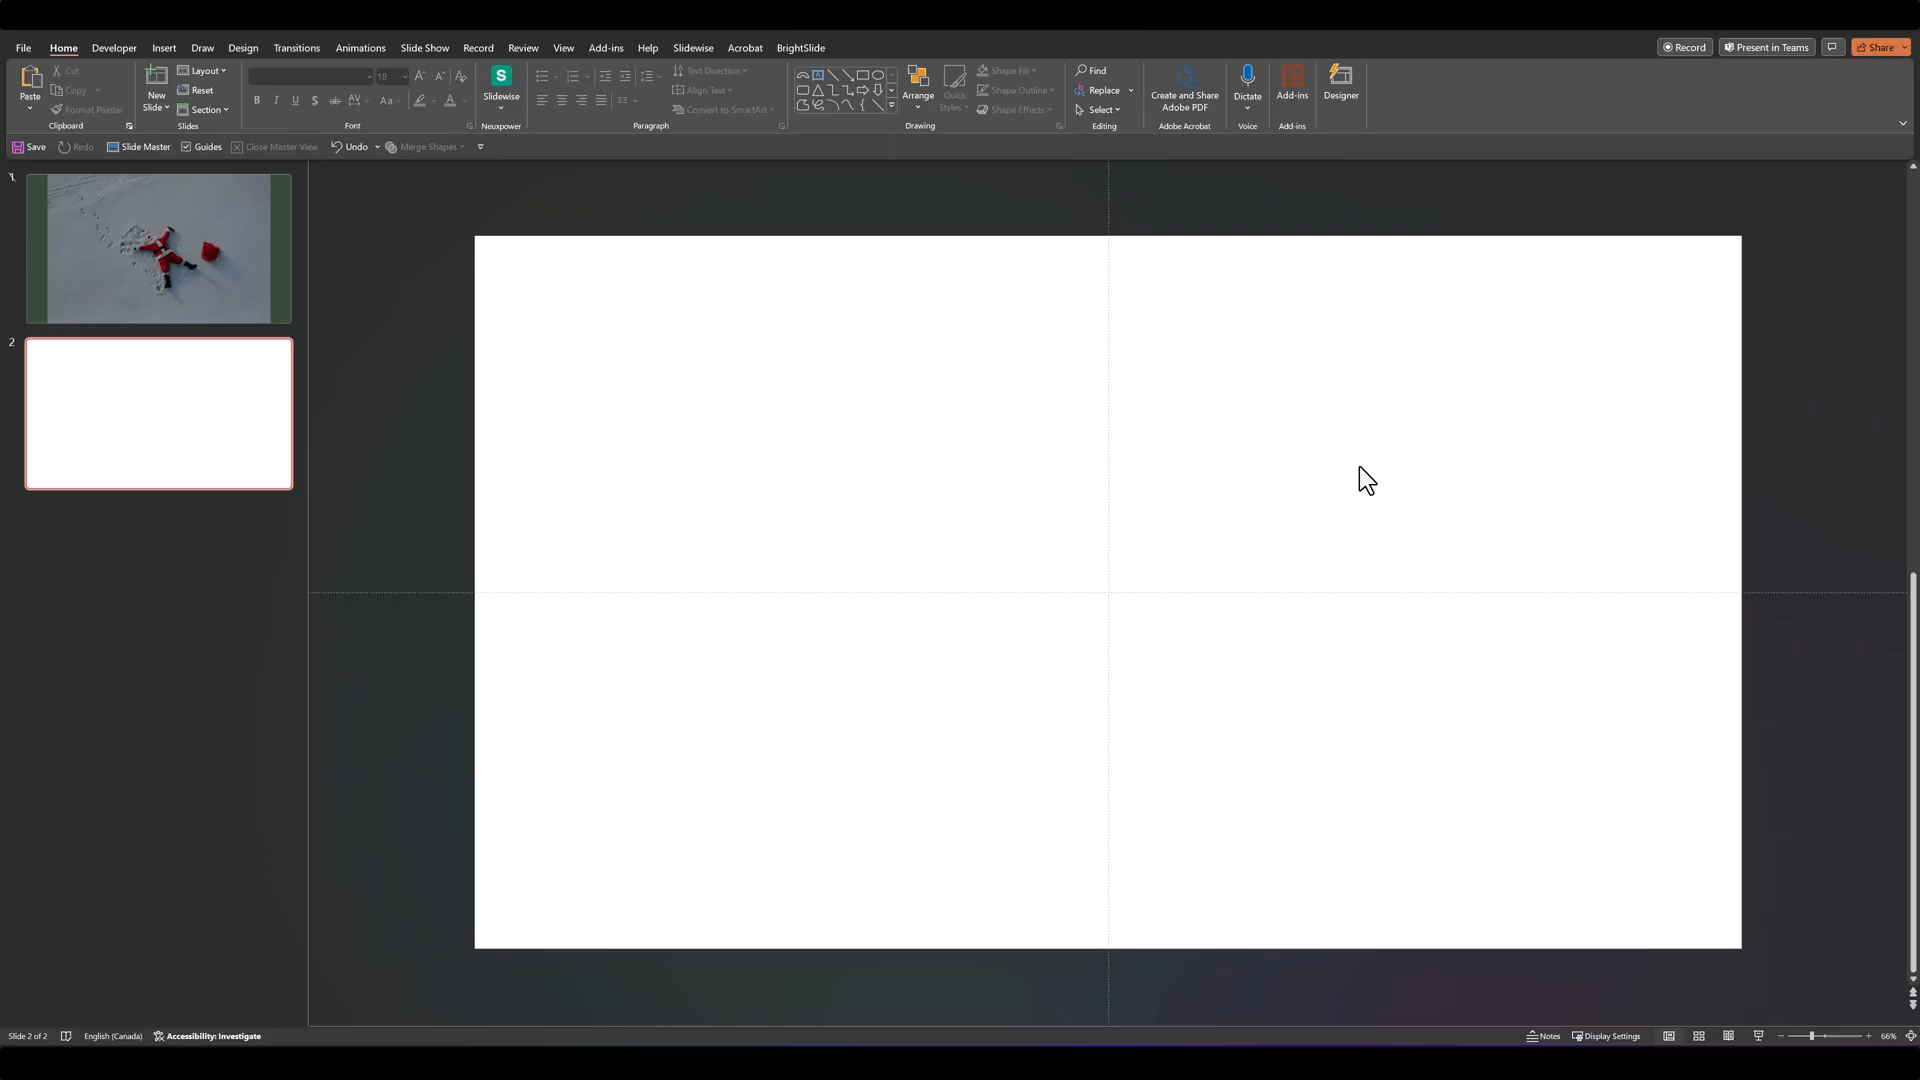 File Home Developer Insert Draw Design Transitions Animations Slide Show Record Review View Add-ins Help Slidewise Acrobat BrightSlide Record Present in Teams Share
Paste Cut Copy Format Painter Clipboard
New Slide Layout Reset Section Slides
18 B I U S ab AV Aa A Font
S Slidewise Neuxpower
Text Direction Align Text Convert to SmartArt Paragraph
Arrange Quick Styles Shape Fill Shape Outline Shape Effects Drawing
Find Replace Select Editing
Create and Share Adobe PDF Adobe Acrobat
Dictate Voice
Add-ins Add-ins
Designer
Save Redo Slide Master Guides Close Master View Undo Merge Shapes
1
2
Slide 2 of 2 English (Canada) Accessibility: Investigate Notes Display Settings 66%